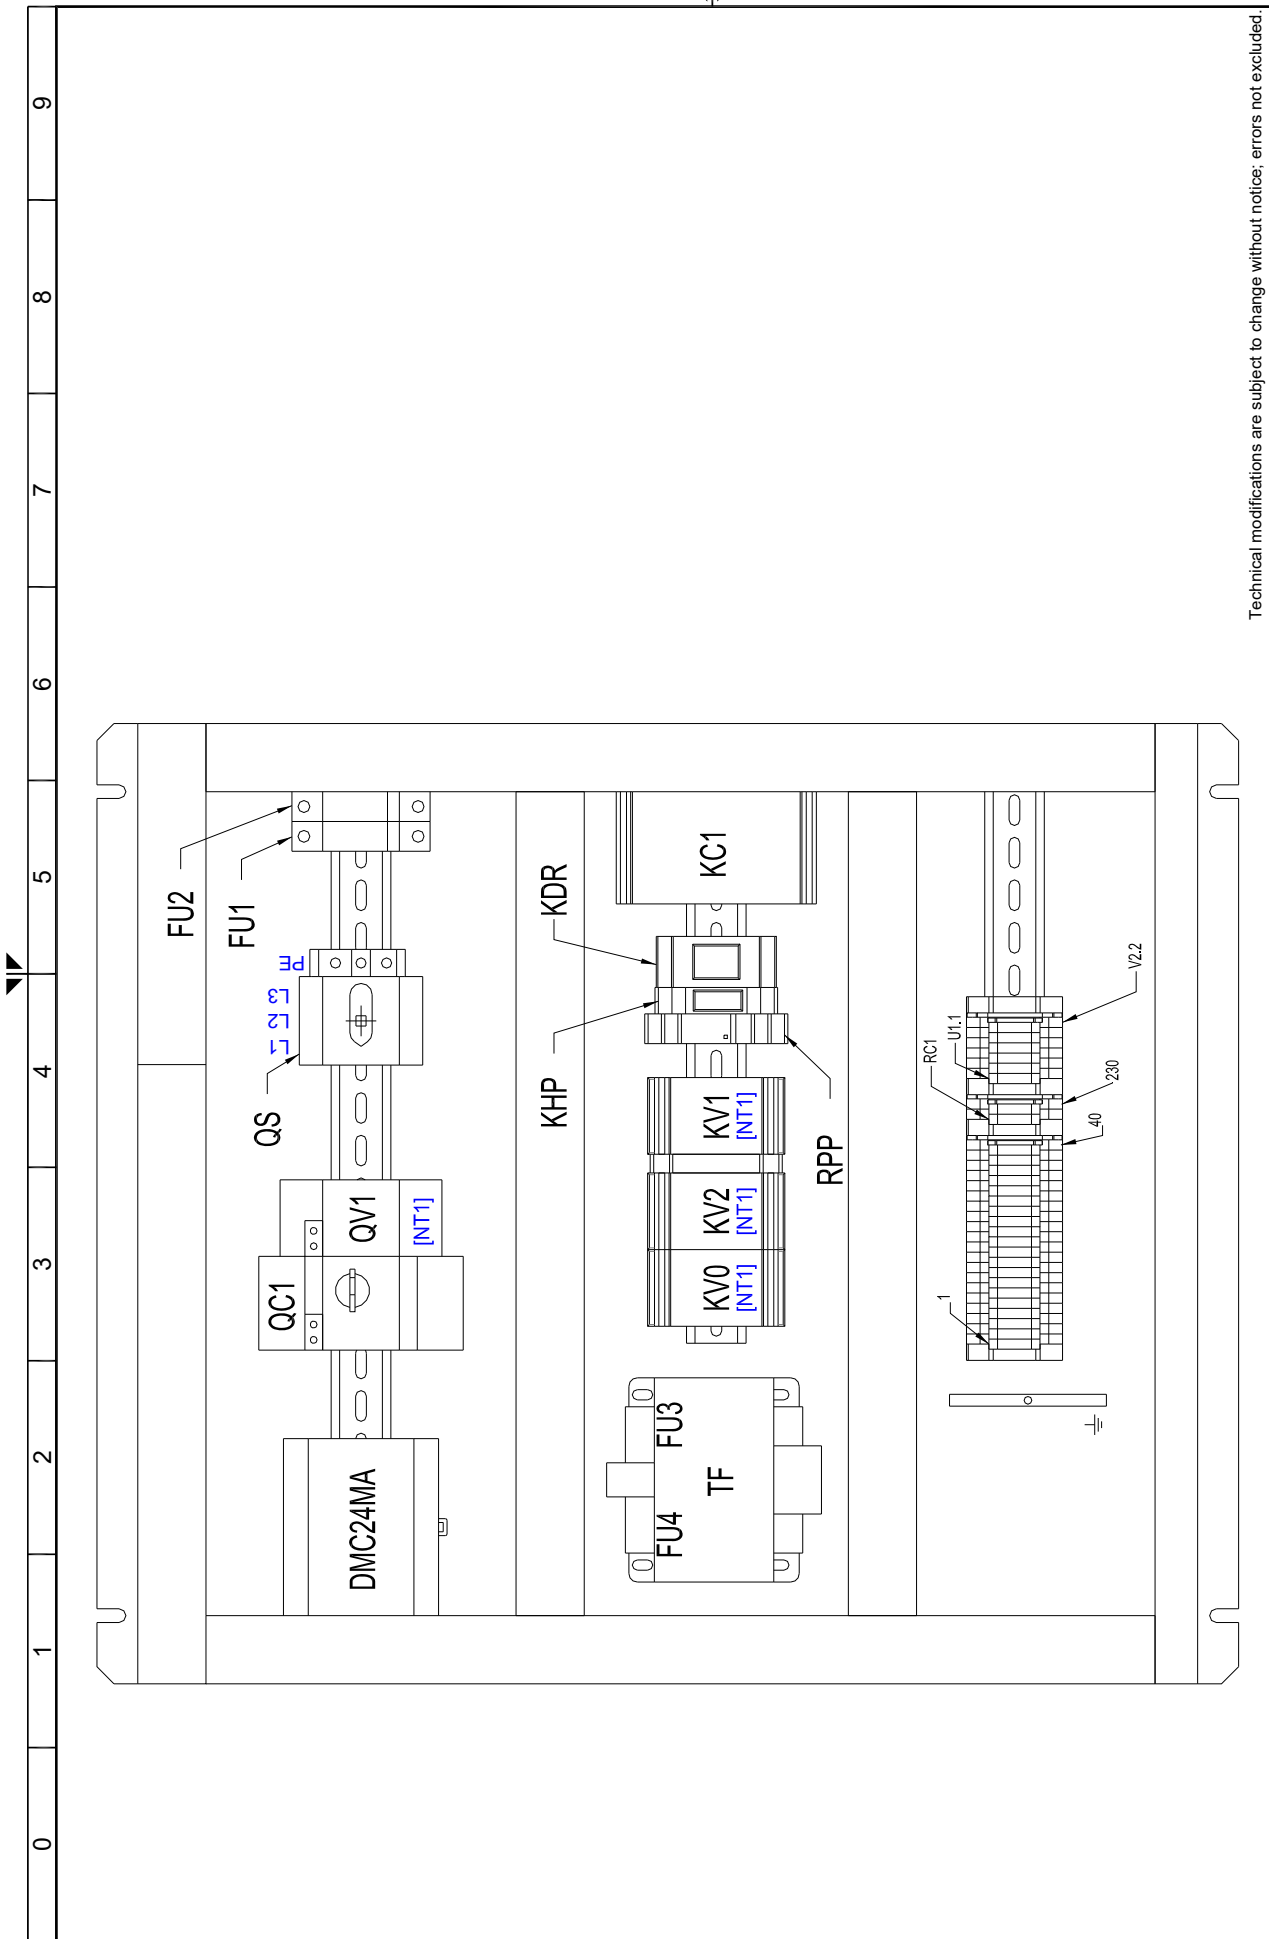 0
1
2
3
4
5
6
7
8
9
DMC24MA
QC1
QV1
[NT1]
QS
L1
L2
L3
PE
FU1
FU2
FU4
FU3
TF
KV0
[NT1]
KV2
[NT1]
KV1
[NT1]
KHP
KDR
RPP
KC1
1
40
RC1
230
U1.1
V2.2
Technical modifications are subject to change without notice; errors not excluded.